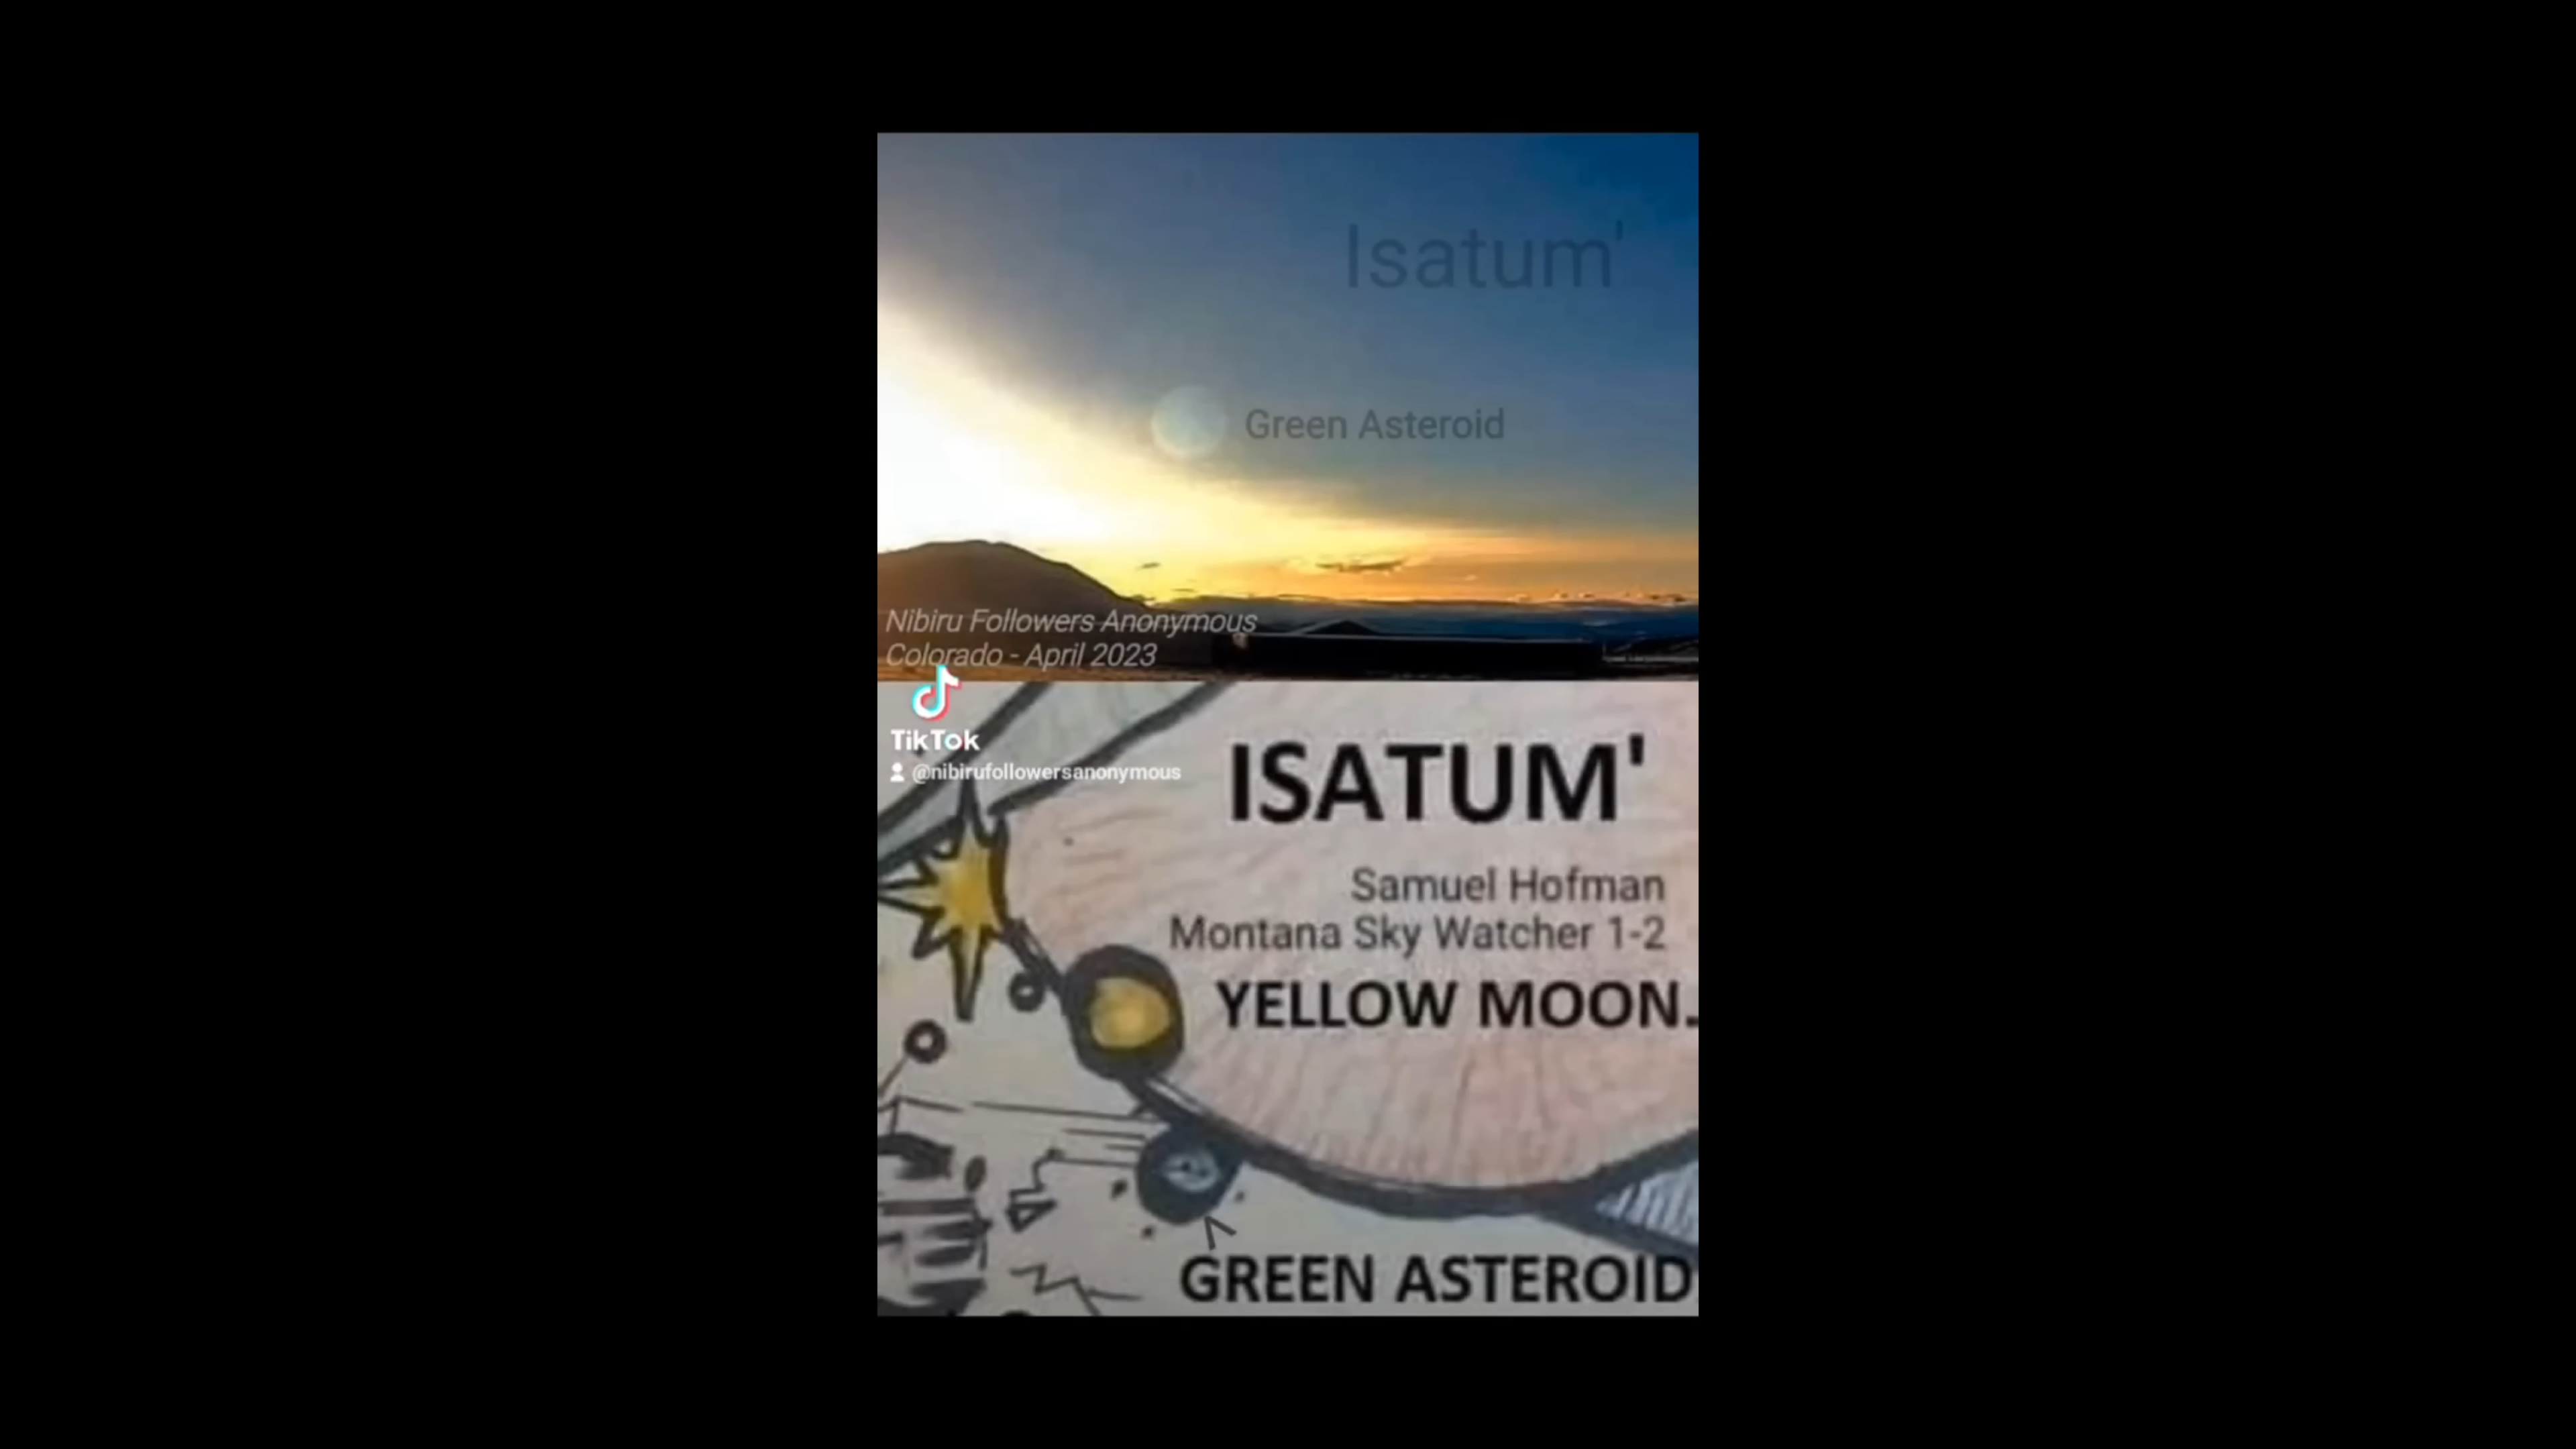 Isatum'
Green Asteroid
Nibiru Followers Anonymous
Colorado - April 2023
TikTok
@nibirufollowersanonymous
ISATUM'
Samuel Hofman
Montana Sky Watcher 1-2
YELLOW MOON.
GREEN ASTEROID